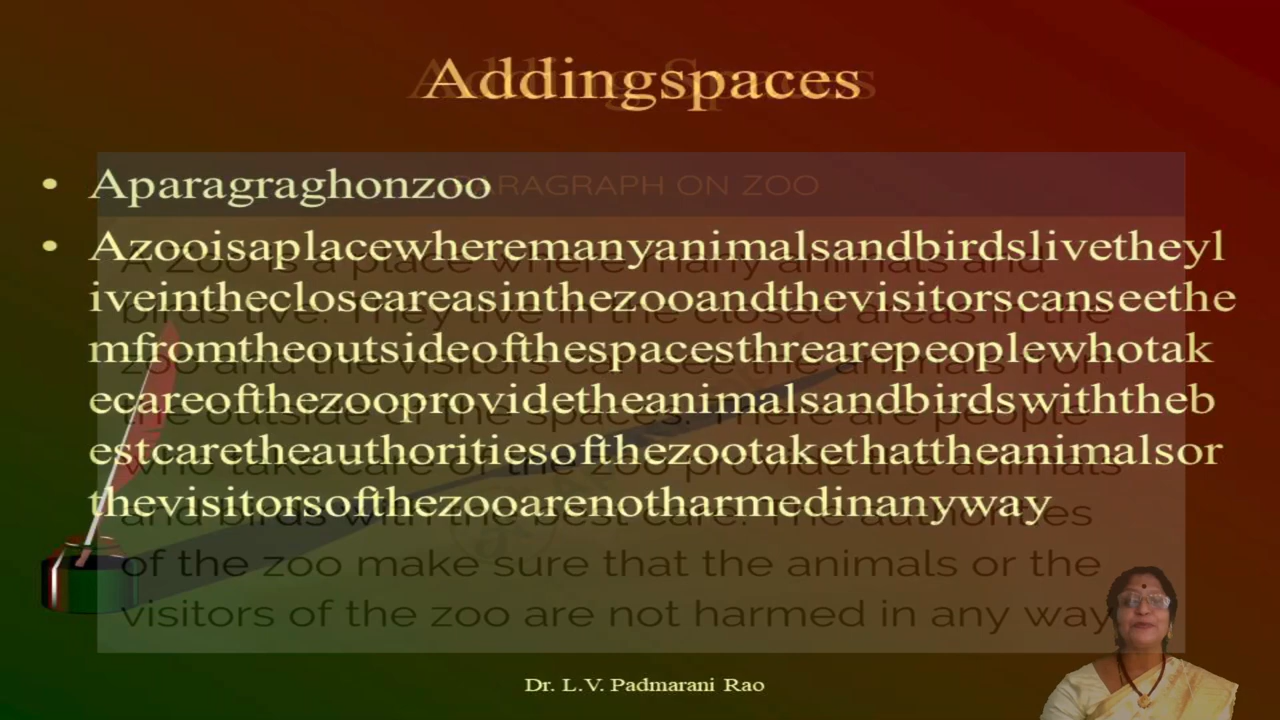 Addingspaces
Adding Spaces
• Aparagraghonzoo
PARAGRAPH ON ZOO
• Azooisaplacewheremanyanimalsandbirdslivetheyl
iveinthecloseareasinthezooandthevisitorscanseethe
mfromtheoutsideofthespacesthrearepeoplewhotak
ecareofthezooprovidetheanimalsandbirdswiththeb
estcaretheauthoritiesofthezootakethattheanimalsor
thevisitorsofthezooarenotharmedinanyway
A Zoo is a place where many animals and
birds live. They live in the closed areas in the
zoo and the visitors can see the animals from
the outside of the spaces. There are people
who take care of the zoo provide the animals
and birds with the best care. The authorities
of the zoo make sure that the animals or the
visitors of the zoo are not harmed in any way
Dr. L.V. Padmarani Rao